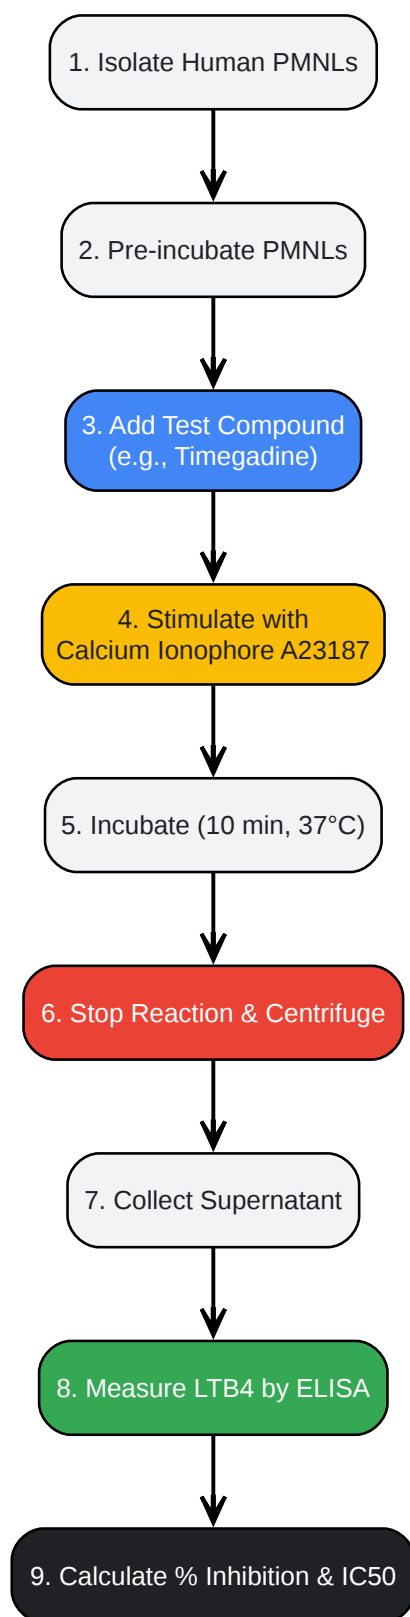 1. Isolate Human PMNLs
2. Pre-incubate PMNLs
3. Add Test Compound
(e.g., Timegadine)
4. Stimulate with
Calcium Ionophore A23187
5. Incubate (10 min, 37°C)
6. Stop Reaction & Centrifuge
7. Collect Supernatant
8. Measure LTB4 by ELISA
9. Calculate % Inhibition & IC50